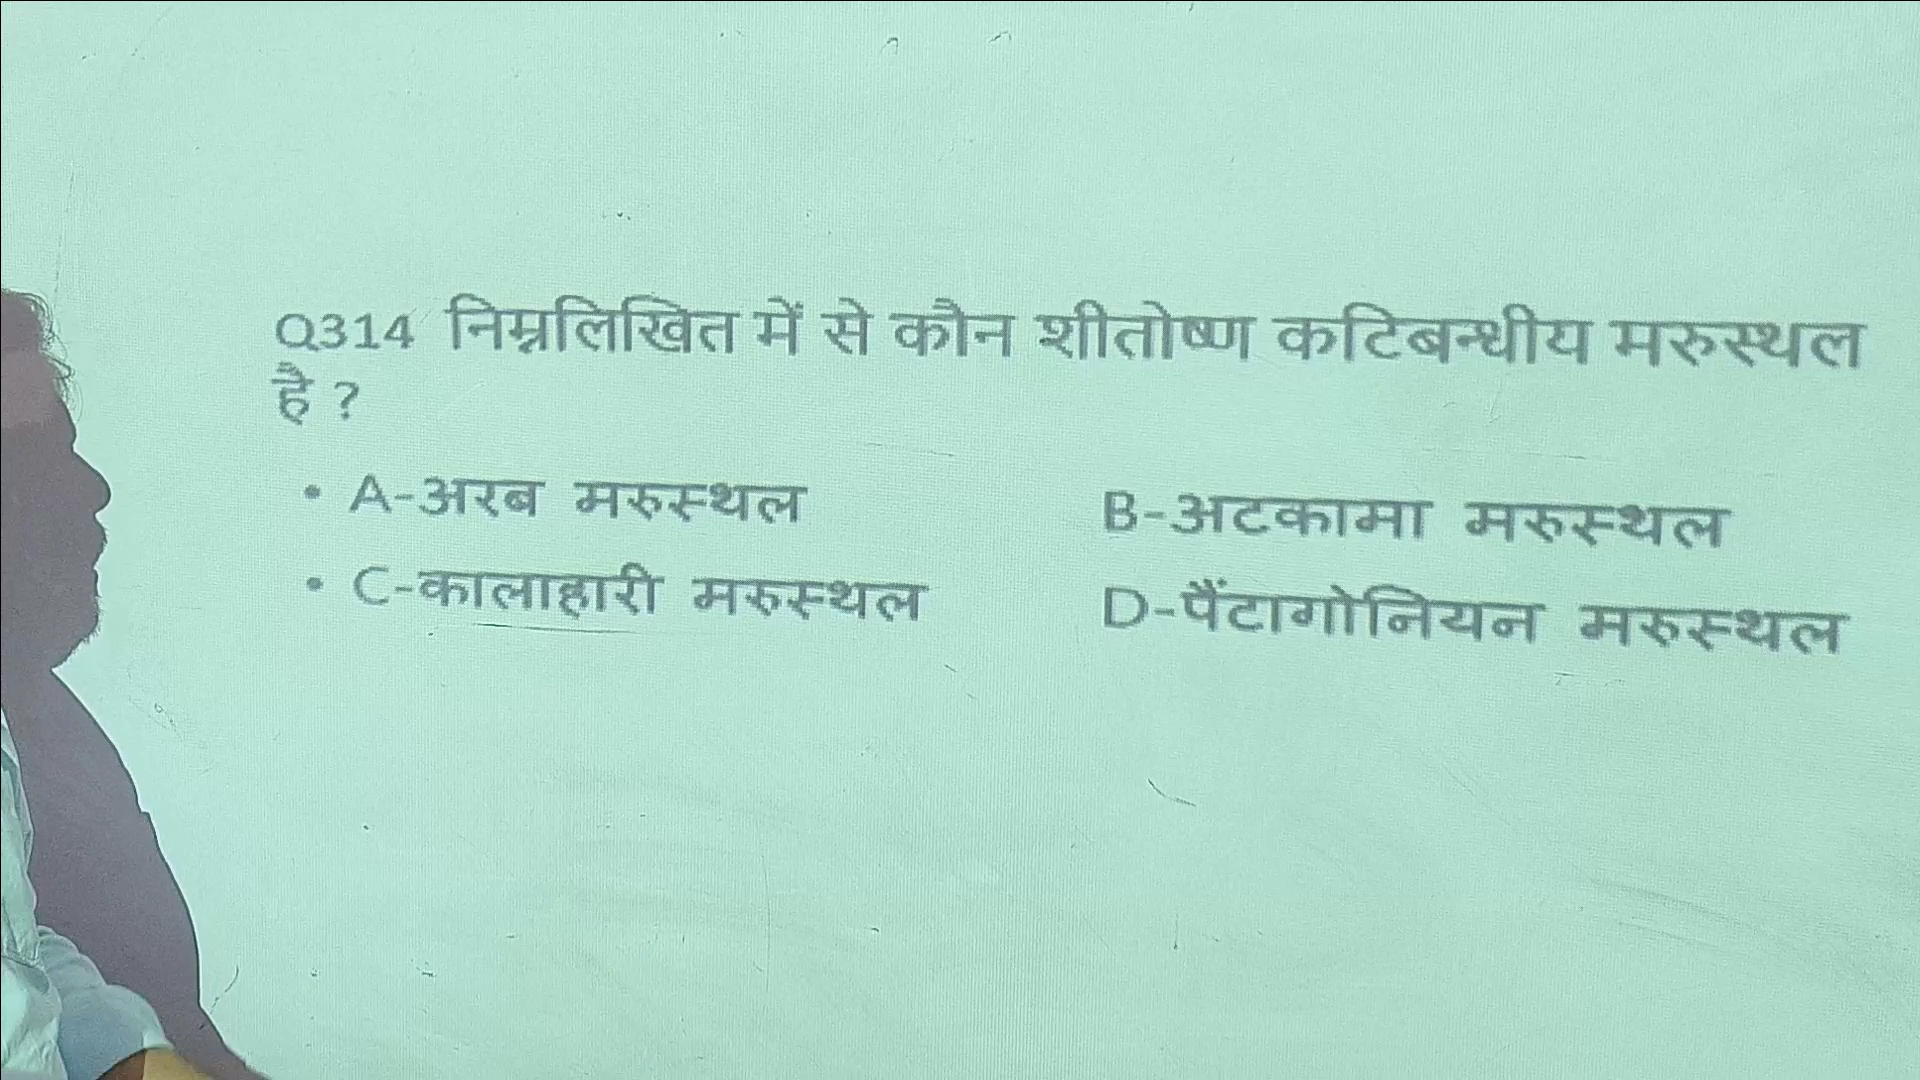 Q314 निम्नलिखित में से कौन शीतोष्ण कटिबन्धीय मरुस्थल
है ?
• A-अरब मरुस्थल B-अटकामा मरुस्थल
• C-कालाहारी मरुस्थल D-पैंटागोनियन मरुस्थल